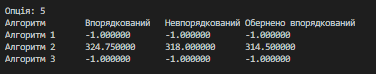 Опція: 5
Алгоритм Впорядкований Невпорядкований Обернено впорядкований
Алгоритм 1 -1.000000 -1.000000 -1.000000
Алгоритм 2 324.750000 318.000000 314.500000
Алгоритм 3 -1.000000 -1.000000 -1.000000